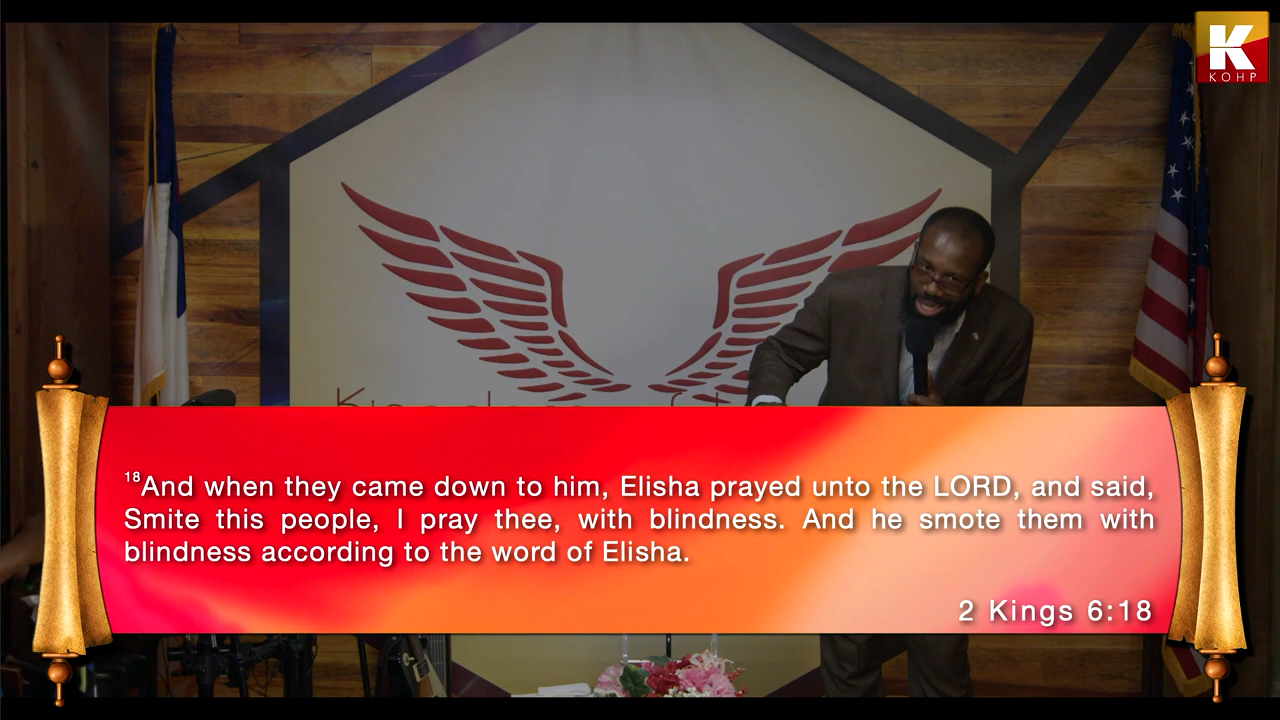 K
KOHP
18And when they came down to him, Elisha prayed unto the LORD, and said,
Smite this people, I pray thee, with blindness. And he smote them with
blindness according to the word of Elisha.
2 Kings 6:18